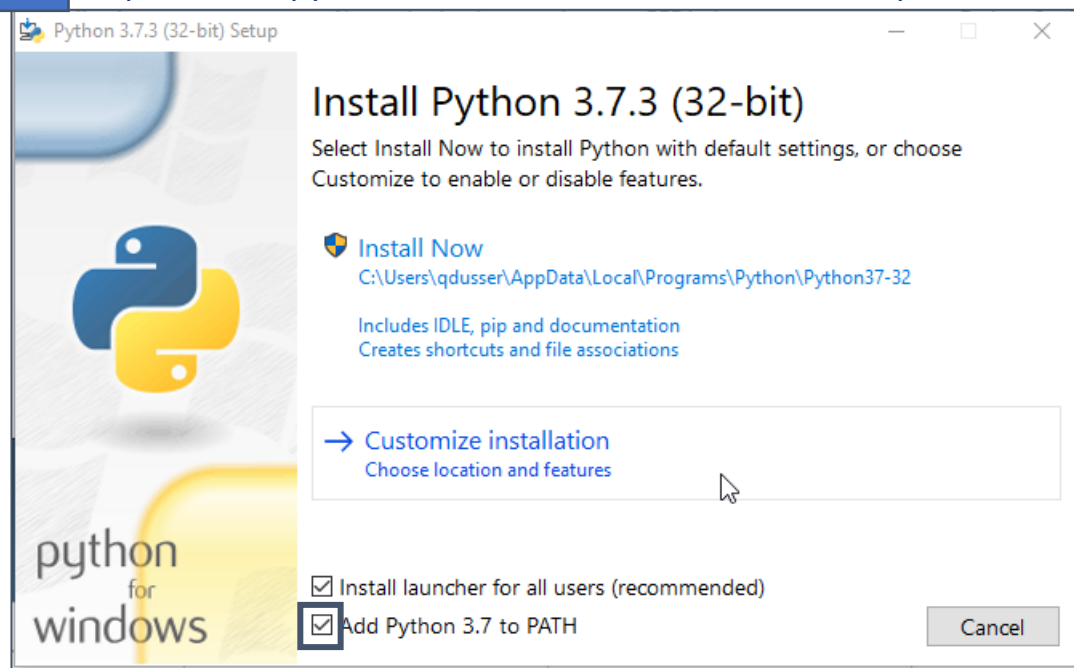 Python 3.7.3 (32-bit) Setup
Install Python 3.7.3 (32-bit)
Select Install Now to install Python with default settings, or choose
Customize to enable or disable features.
Install Now
C:\Users\qdusser\AppData\Local\Programs\Python\Python37-32
Includes IDLE, pip and documentation
Creates shortcuts and file associations
Customize installation
Choose location and features
python
for
windows
Install launcher for all users (recommended)
Add Python 3.7 to PATH
Cancel